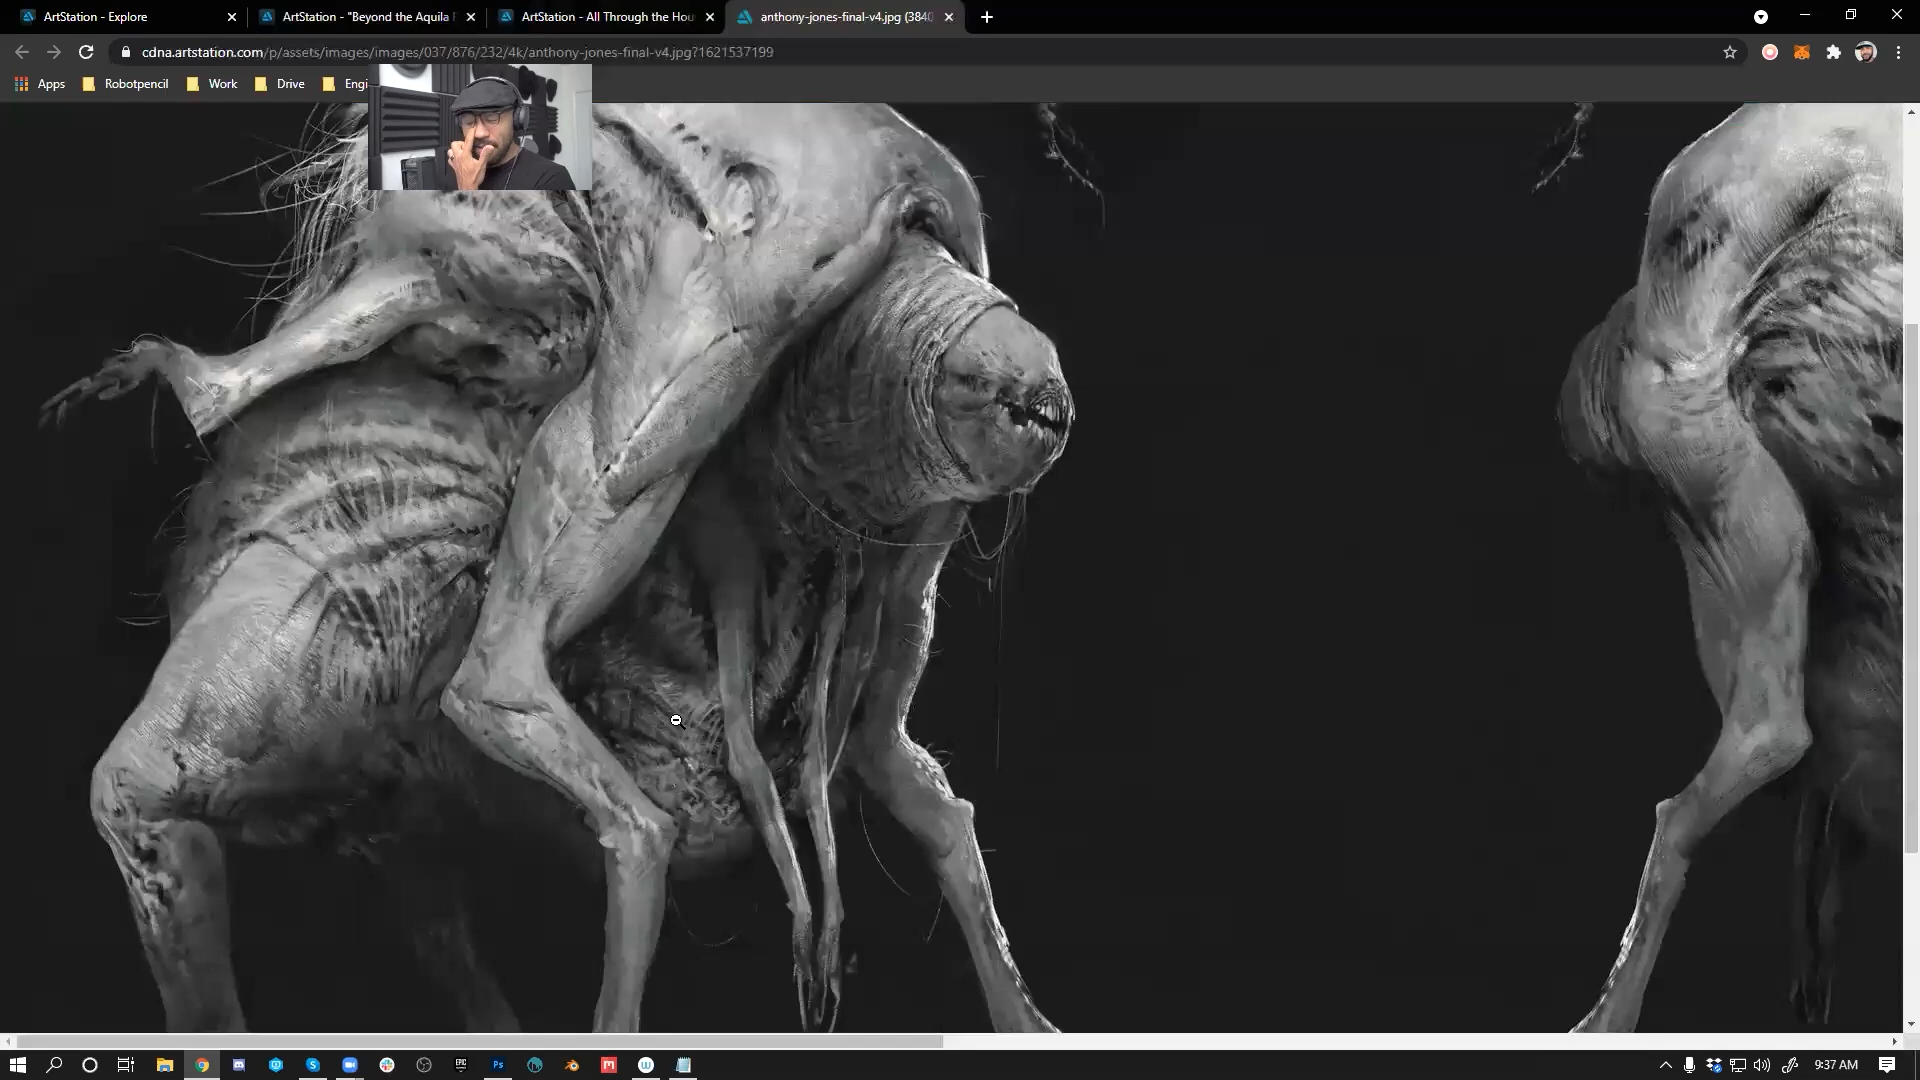 ArtStation - Explore
ArtStation - "Beyond the Aquila
ArtStation - All Through the Hou
anthony-jones-final-v4.jpg (3840
cdna.artstation.com/p/assets/images/images/037/876/232/4k/anthony-jones-final-v4.jpg?1621537199
Apps
Robotpencil
Work
Drive
Engi
9:37 AM